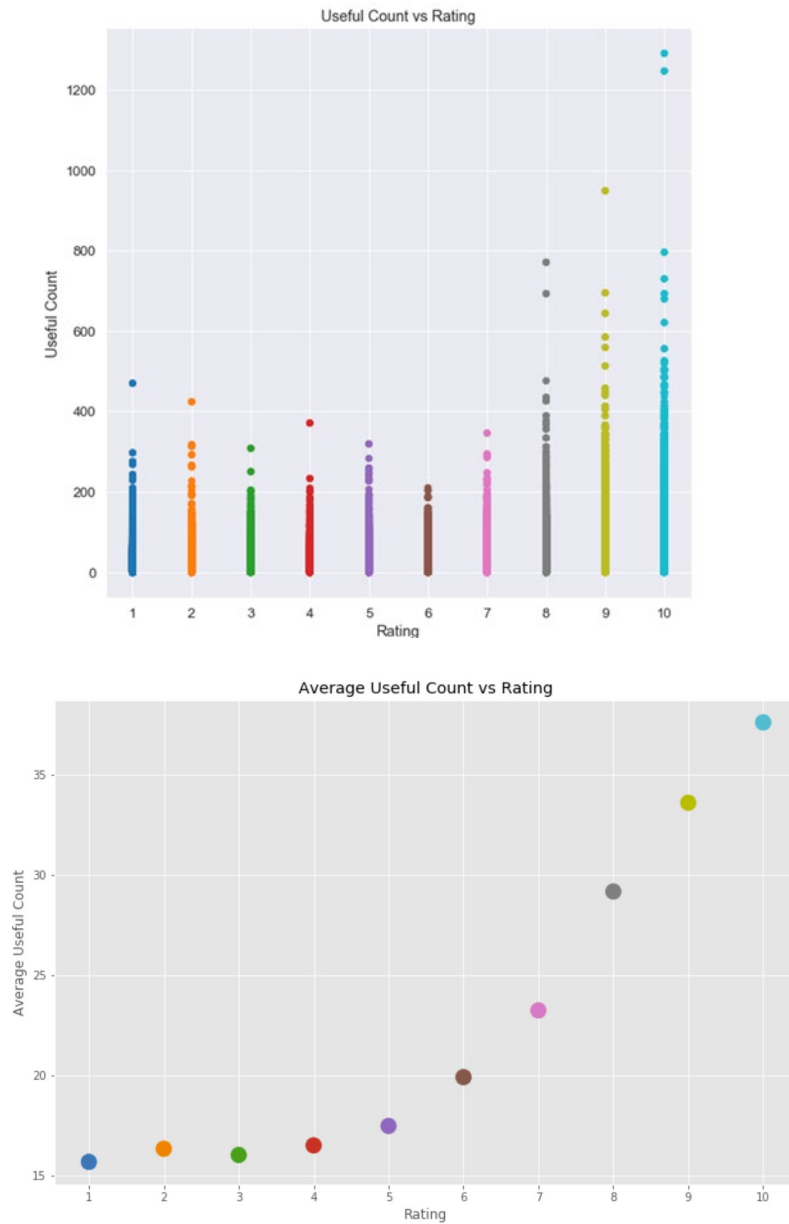 Useful Count vs Rating
1200
1000
800
600
400
200
0
Useful Count
1 2 3 4 5 6 7 8 9 10
Rating
Average Useful Count vs Rating
35
30
25
20
15
Average Useful Count
1 2 3 4 5 6 7 8 9 10
Rating